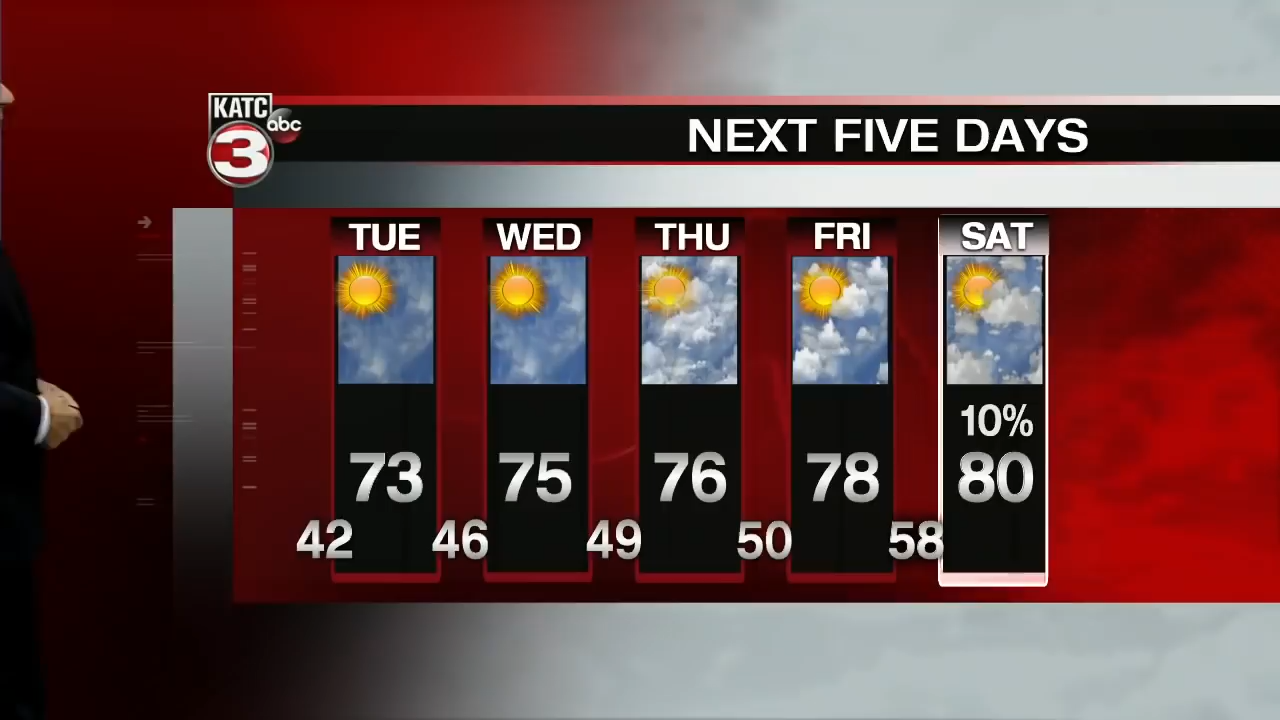 KATC
abc
3
NEXT FIVE DAYS
TUE WED THU FRI SAT
10%
73 75 76 78 80
42 46 49 50 58